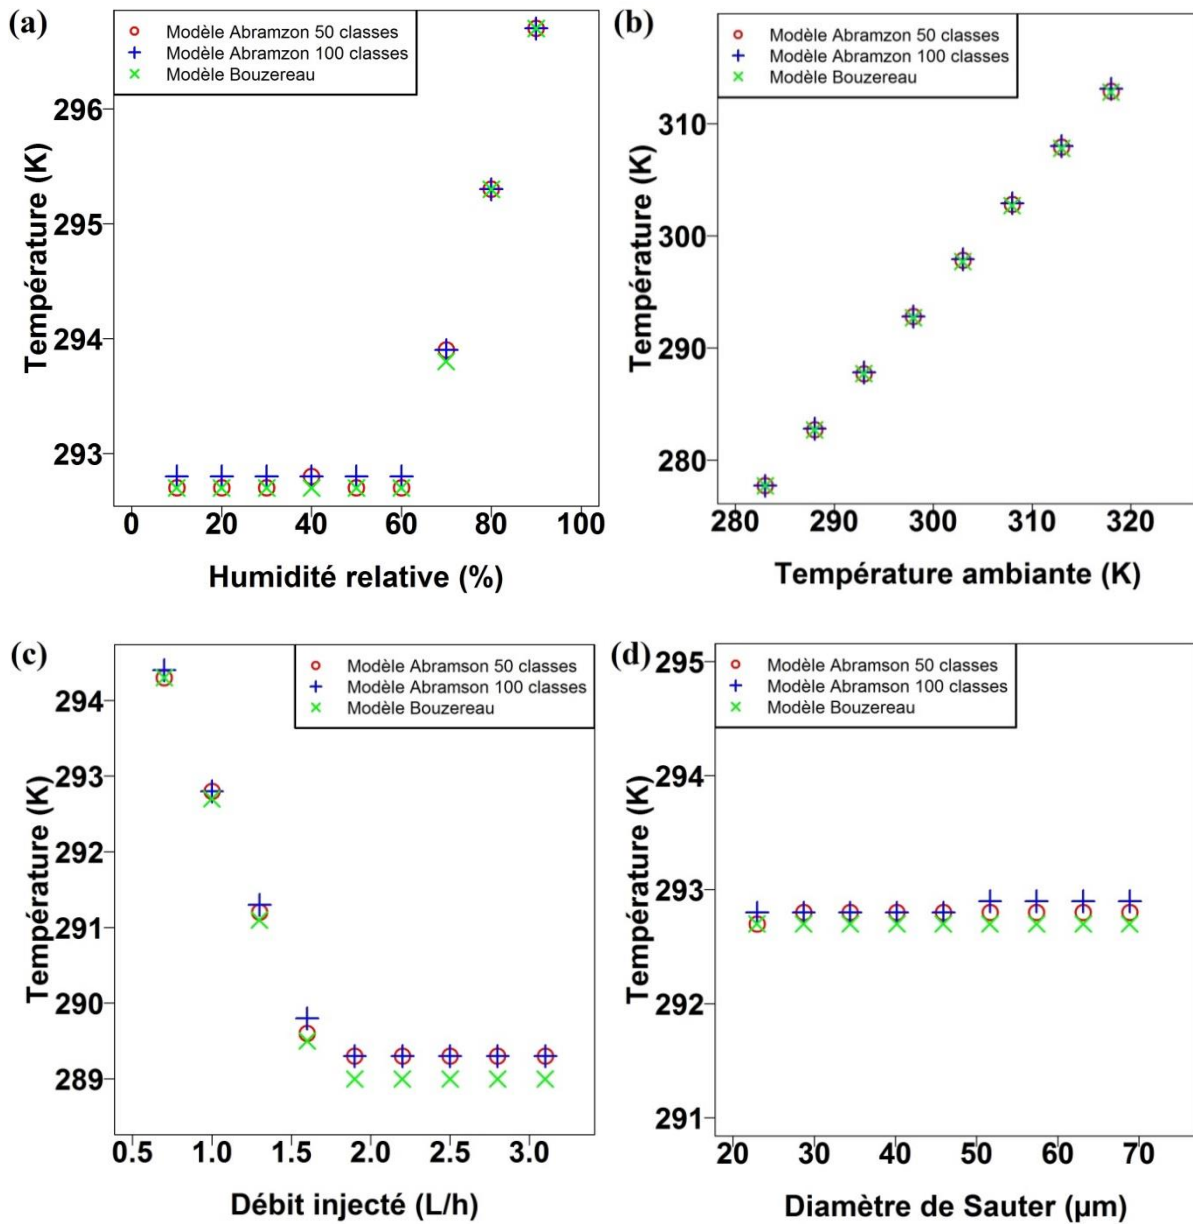 (a)
Modèle Abramzon 50 classes
Modèle Abramzon 100 classes
Modèle Bouzereau
Température (K)
296
295
294
293
0 20 40 60 80 100
Humidité relative (%)
(b)
Modèle Abramzon 50 classes
Modèle Abramzon 100 classes
Modèle Bouzereau
Température (K)
310
300
290
280
280 290 300 310 320
Température ambiante (K)
(c)
Modèle Abramson 50 classes
Modèle Abramson 100 classes
Modèle Bouzereau
Température (K)
294
293
292
291
290
289
0.5 1.0 1.5 2.0 2.5 3.0
Débit injecté (L/h)
(d)
Modèle Abramson 50 classes
Modèle Abramson 100 classes
Modèle Bouzereau
Température (K)
295
294
293
292
291
20 30 40 50 60 70
Diamètre de Sauter (µm)